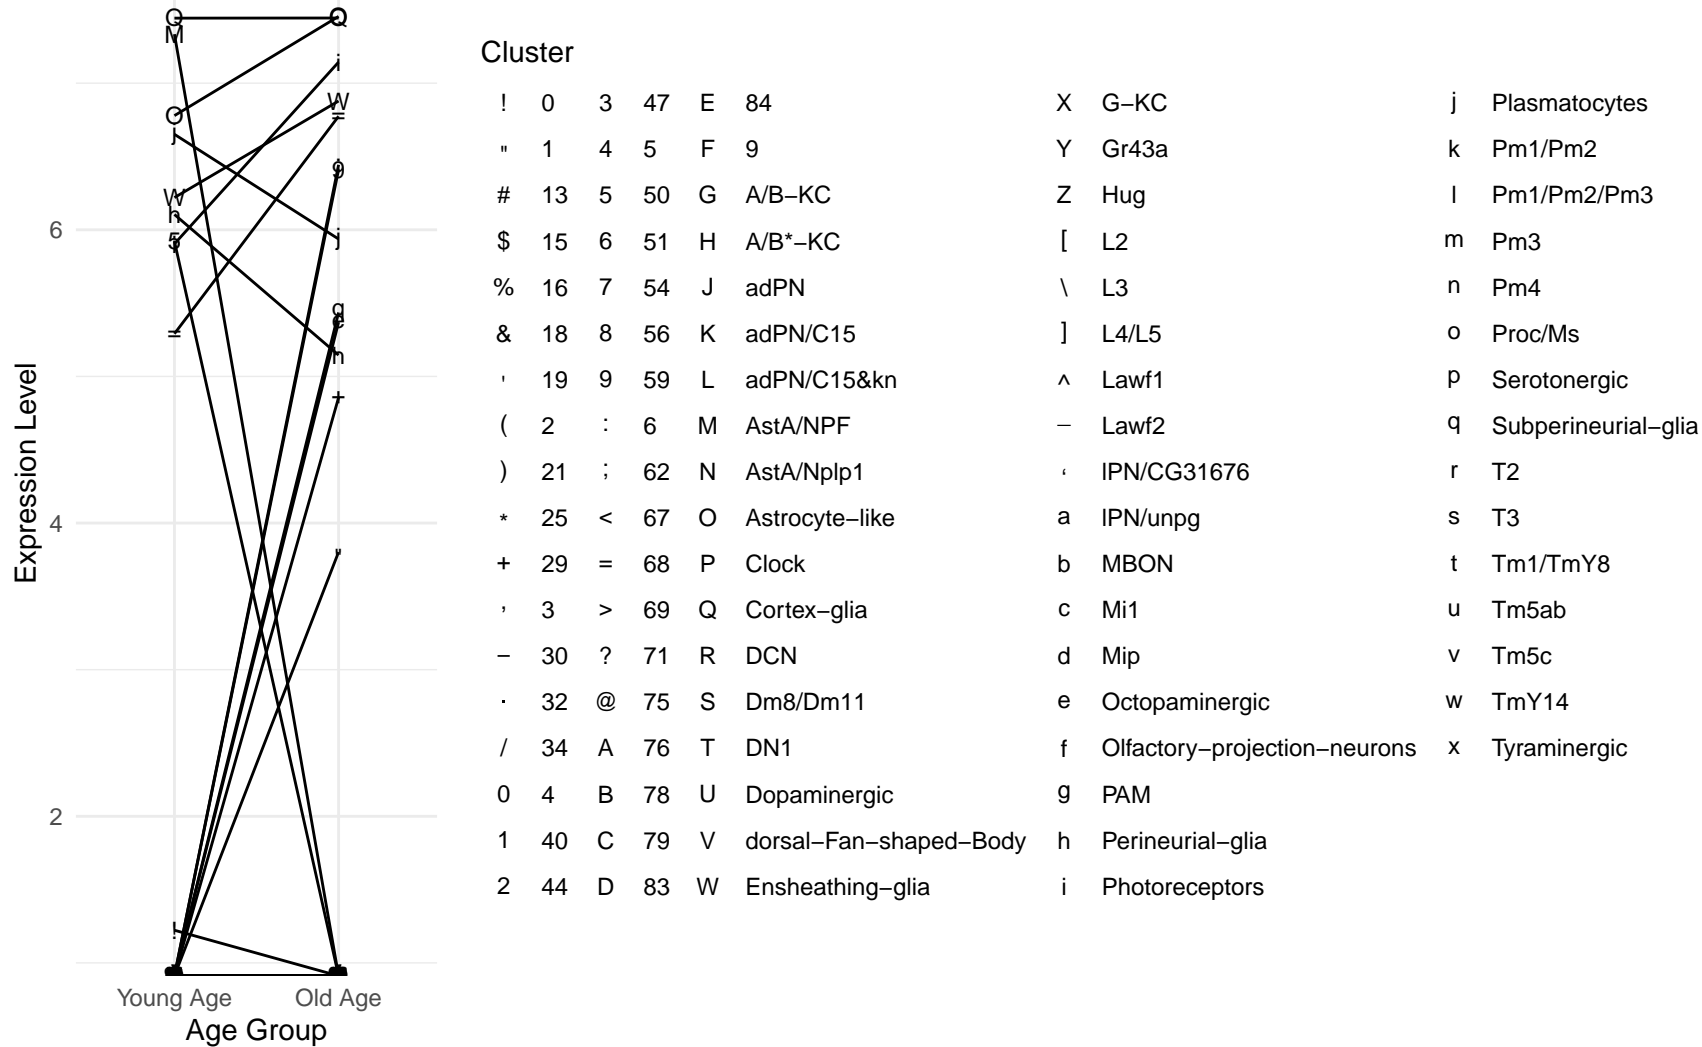 Cluster
! 0 3 47 E 84 X G−KC j Plasmatocytes
" 1 4 5 F 9 Y Gr43a k Pm1/Pm2
# 13 5 50 G A/B−KC Z Hug l Pm1/Pm2/Pm3
$ 15 6 51 H A/B*−KC [ L2 m Pm3
% 16 7 54 J adPN \ L3 n Pm4
& 18 8 56 K adPN/C15 ] L4/L5 o Proc/Ms
' 19 9 59 L adPN/C15&kn ^ Lawf1 p Serotonergic
( 2 : 6 M AstA/NPF − Lawf2 q Subperineurial−glia
) 21 ; 62 N AstA/Nplp1 ‘ lPN/CG31676 r T2
* 25 < 67 O Astrocyte−like a lPN/unpg s T3
+ 29 = 68 P Clock b MBON t Tm1/TmY8
, 3 > 69 Q Cortex−glia c Mi1 u Tm5ab
− 30 ? 71 R DCN d Mip v Tm5c
. 32 @ 75 S Dm8/Dm11 e Octopaminergic w TmY14
/ 34 A 76 T DN1 f Olfactory−projection−neurons x Tyraminergic
0 4 B 78 U Dopaminergic g PAM
1 40 C 79 V dorsal−Fan−shaped−Body h Perineurial−glia
2 44 D 83 W Ensheathing−glia i Photoreceptors
Expression Level
6
4
2
M
O
j
W
h
5
=
!
Q
i
W
=
g
j
q
e
h
+
"
Young Age Old Age
Age Group